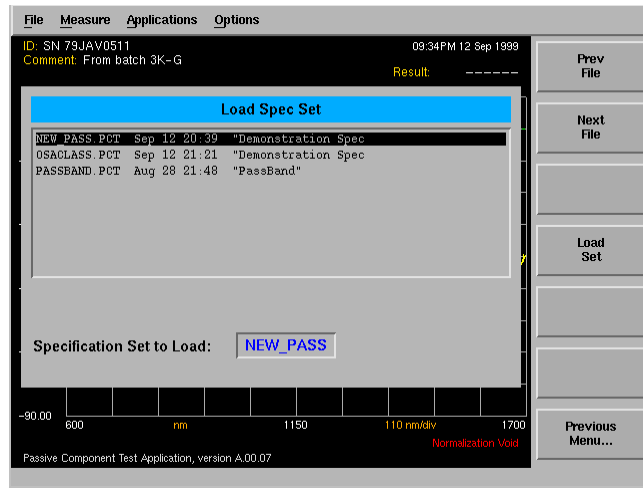 File Measure Applications Options
ID: SN 79JAV0511 09:34PM 12 Sep 1999
Comment: From batch 3K-G
Result: ------
Prev File
Load Spec Set
Next File
NEW_PASS.PCT Sep 12 20:39 "Demonstration Spec
OSACLASS.PCT Sep 12 21:21 "Demonstration Spec
PASSBAND.PCT Aug 28 21:48 "PassBand"
Load Set
Specification Set to Load: NEW_PASS
-90.00
600 nm 1150 110 nm/div 1700
Previous Menu...
Normalization Void
Passive Component Test Application, version A.00.07